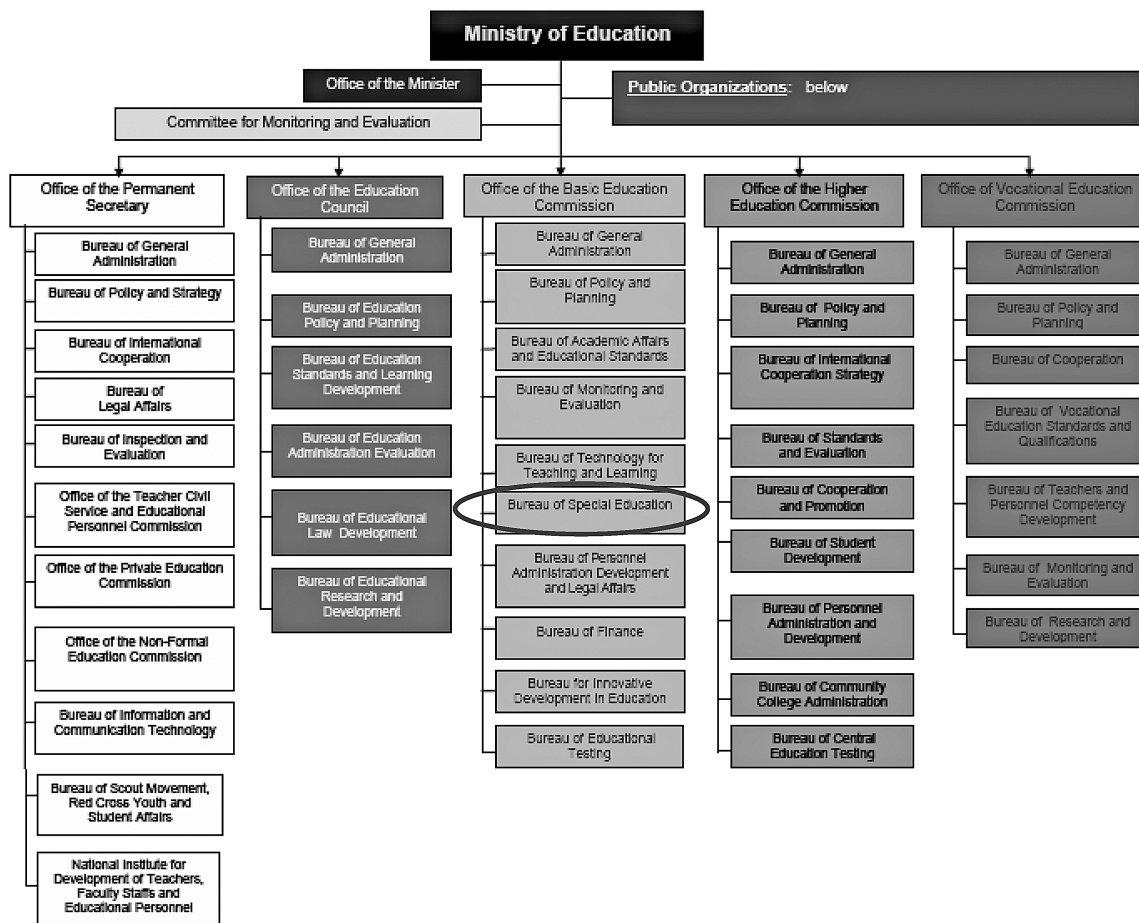 Ministry of Education
Office of the Minister
Public Organizations: below
Committee for Monitoring and Evaluation
Office of the Permanent
Secretary
Bureau of General
Administration
Bureau of Policy and Strategy
Bureau of International
Cooperation
Bureau of
Legal Affairs
Bureau of Inspection and
Evaluation
Office of the Teacher Civil
Service and Educational
Personnel Commission
Office of the Private Education
Commission
Office of the Non-Formal
Education Commission
Bureau of Information and
Communication Technology
Bureau of Scout Movement,
Red Cross Youth and
Student Affairs
National Institute for
Development of Teachers,
Faculty Staffs and
Educational Personnel
Office of the Education
Council
Bureau of General
Administration
Bureau of Education
Policy and Planning
Bureau of Education
Standards and Learning
Development
Bureau of Education
Administration Evaluation
Bureau of Educational
Law Development
Bureau of Educational
Research and
Development
Office of the Basic Education
Commission
Bureau of General
Administration
Bureau of Policy and
Planning
Bureau of Academic Affairs
and Educational Standards
Bureau of Monitoring and
Evaluation
Bureau of Technology for
Teaching and Learning
Bureau of Special Education
Bureau of Personnel
Administration Development
and Legal Affairs
Bureau of Finance
Bureau for Innovative
Development in Education
Bureau of Educational
Testing
Office of the Higher
Education Commission
Bureau of General
Administration
Bureau of Policy and
Planning
Bureau of International
Cooperation Strategy
Bureau of Standards
and Evaluation
Bureau of Cooperation
and Promotion
Bureau of Student
Development
Bureau of Personnel
Administration and
Development
Bureau of Community
College Administration
Bureau of Central
Education Testing
Office of Vocational Education
Commission
Bureau of General
Administration
Bureau of Policy and
Planning
Bureau of Cooperation
Bureau of Vocational
Education Standards and
Qualifications
Bureau of Teachers and
Personnel Competency
Development
Bureau of Monitoring and
Evaluation
Bureau of Research and
Development